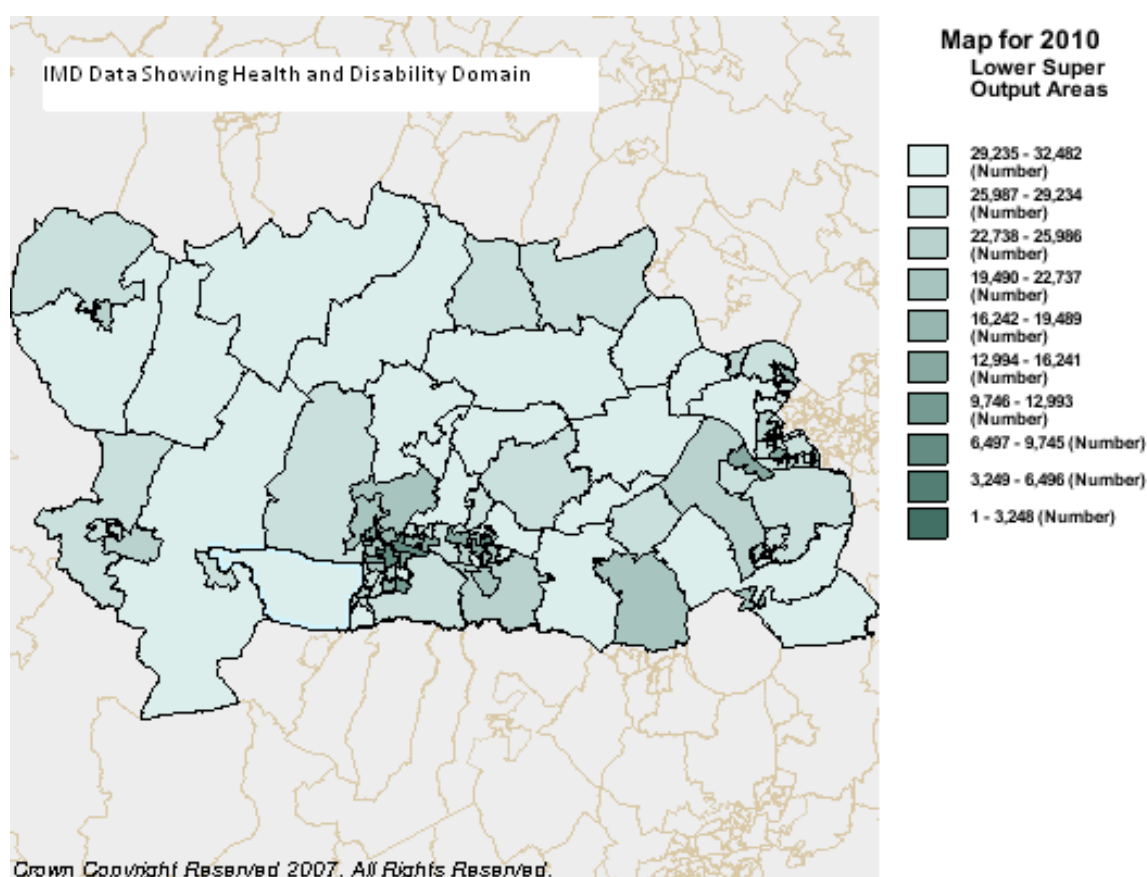 IMD Data Showing Health and Disability Domain
Map for 2010
Lower Super
Output Areas
29,235 - 32,482
(Number)
25,987 - 29,234
(Number)
22,738 - 25,986
(Number)
19,490 - 22,737
(Number)
16,242 - 19,489
(Number)
12,994 - 16,241
(Number)
9,746 - 12,993
(Number)
6,497 - 9,745 (Number)
3,249 - 6,496 (Number)
1 - 3,248 (Number)
Crown Copyright Reserved 2007. All Rights Reserved.